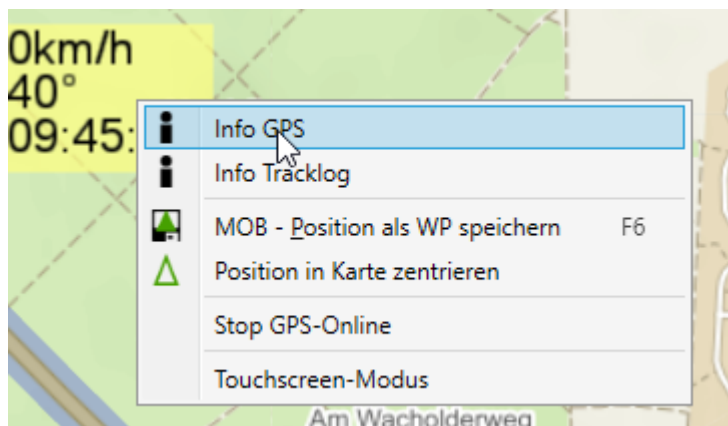 0km/h
40°
09:45:
Info GPS
Info Tracklog
MOB - Position als WP speichern F6
Position in Karte zentrieren
Stop GPS-Online
Touchscreen-Modus
Am Wacholderweg